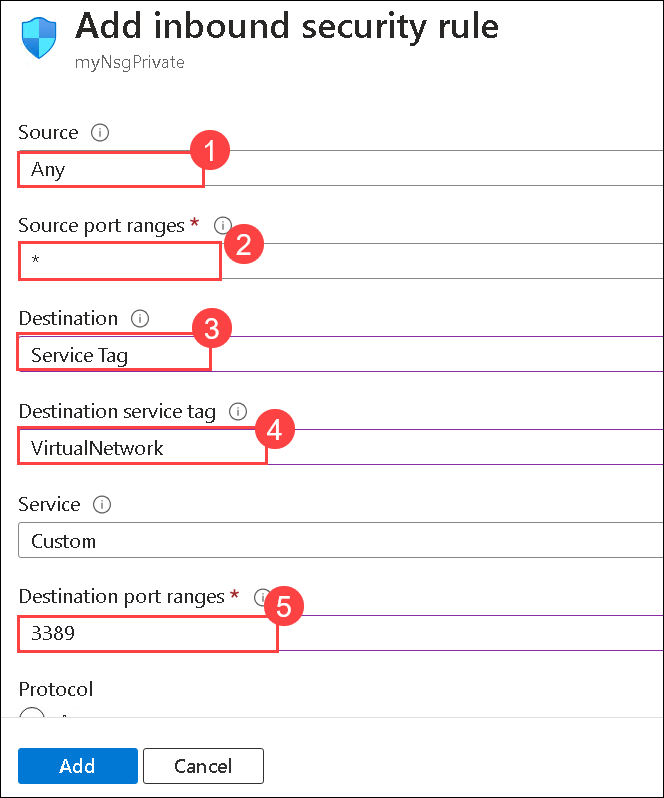 Add inbound security rule
myNsgPrivate
Source
1
Any
Source port ranges *
2
*
Destination
3
Service Tag
Destination service tag
4
VirtualNetwork
Service
Custom
Destination port ranges *
5
3389
Protocol
Add
Cancel